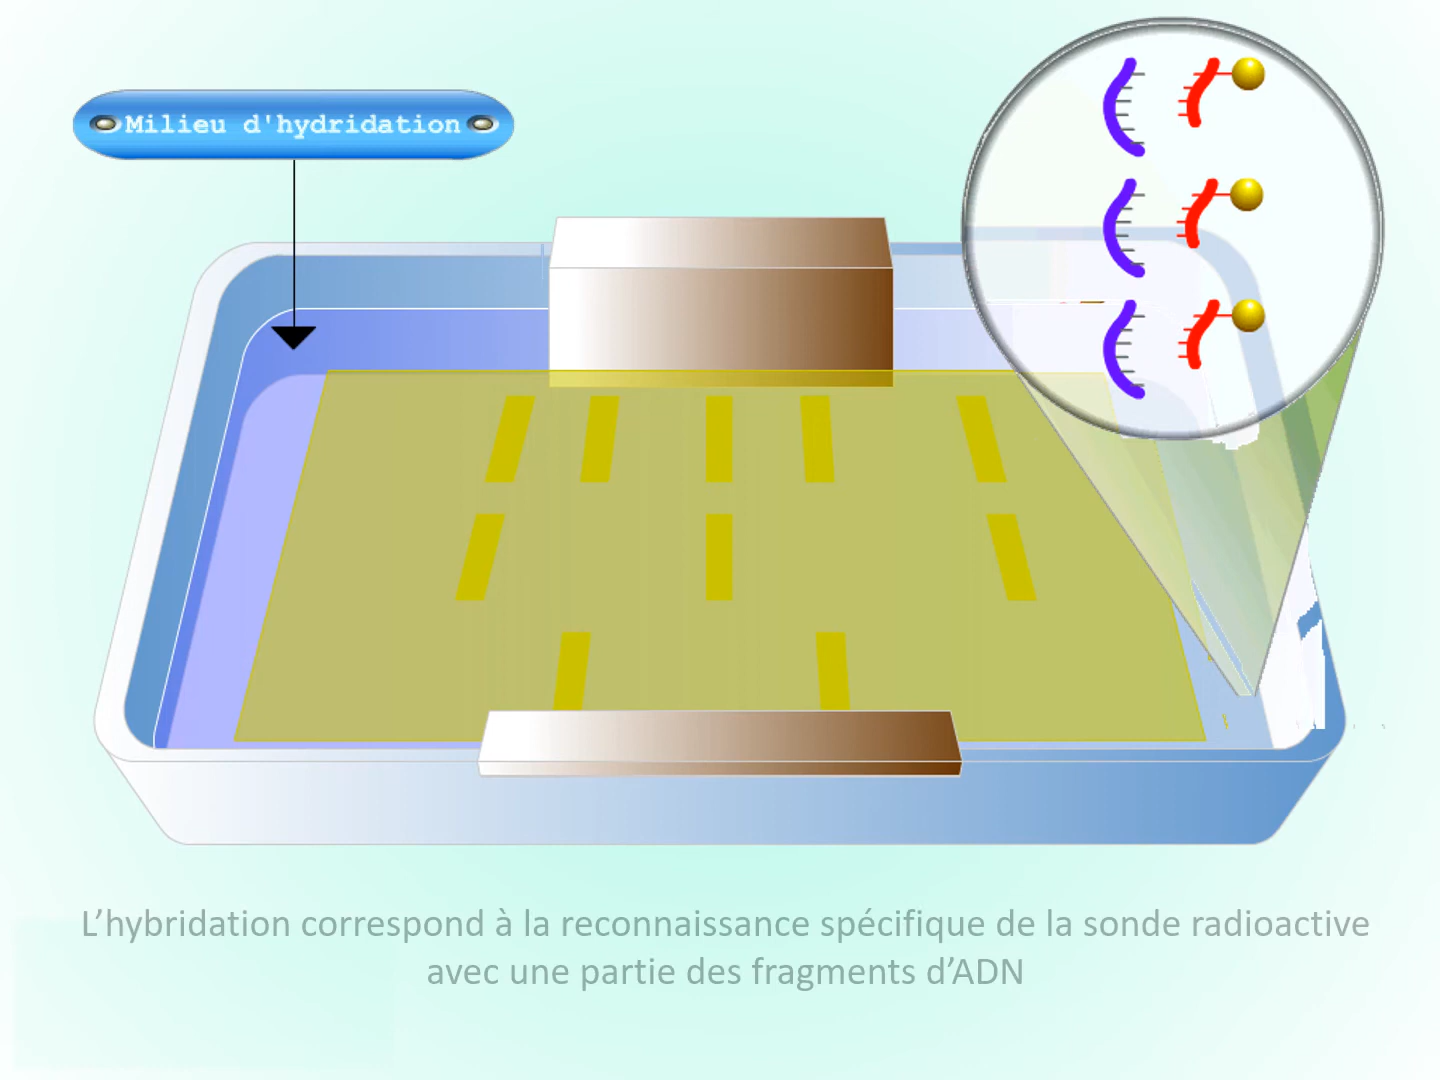 Milieu d'hydridation
L’hybridation correspond à la reconnaissance spécifique de la sonde radioactive
avec une partie des fragments d’ADN